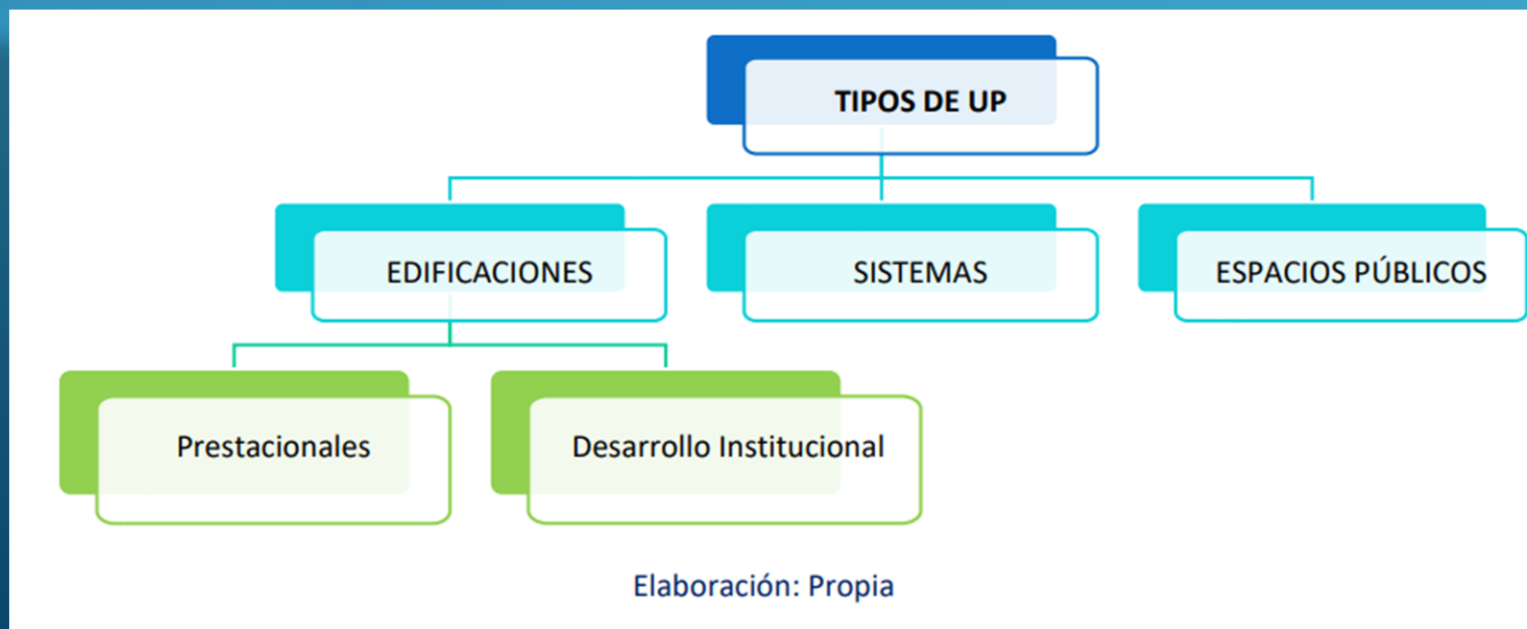 TIPOS DE UP
EDIFICACIONES
SISTEMAS
ESPACIOS PÚBLICOS
Prestacionales
Desarrollo Institucional
Elaboración: Propia